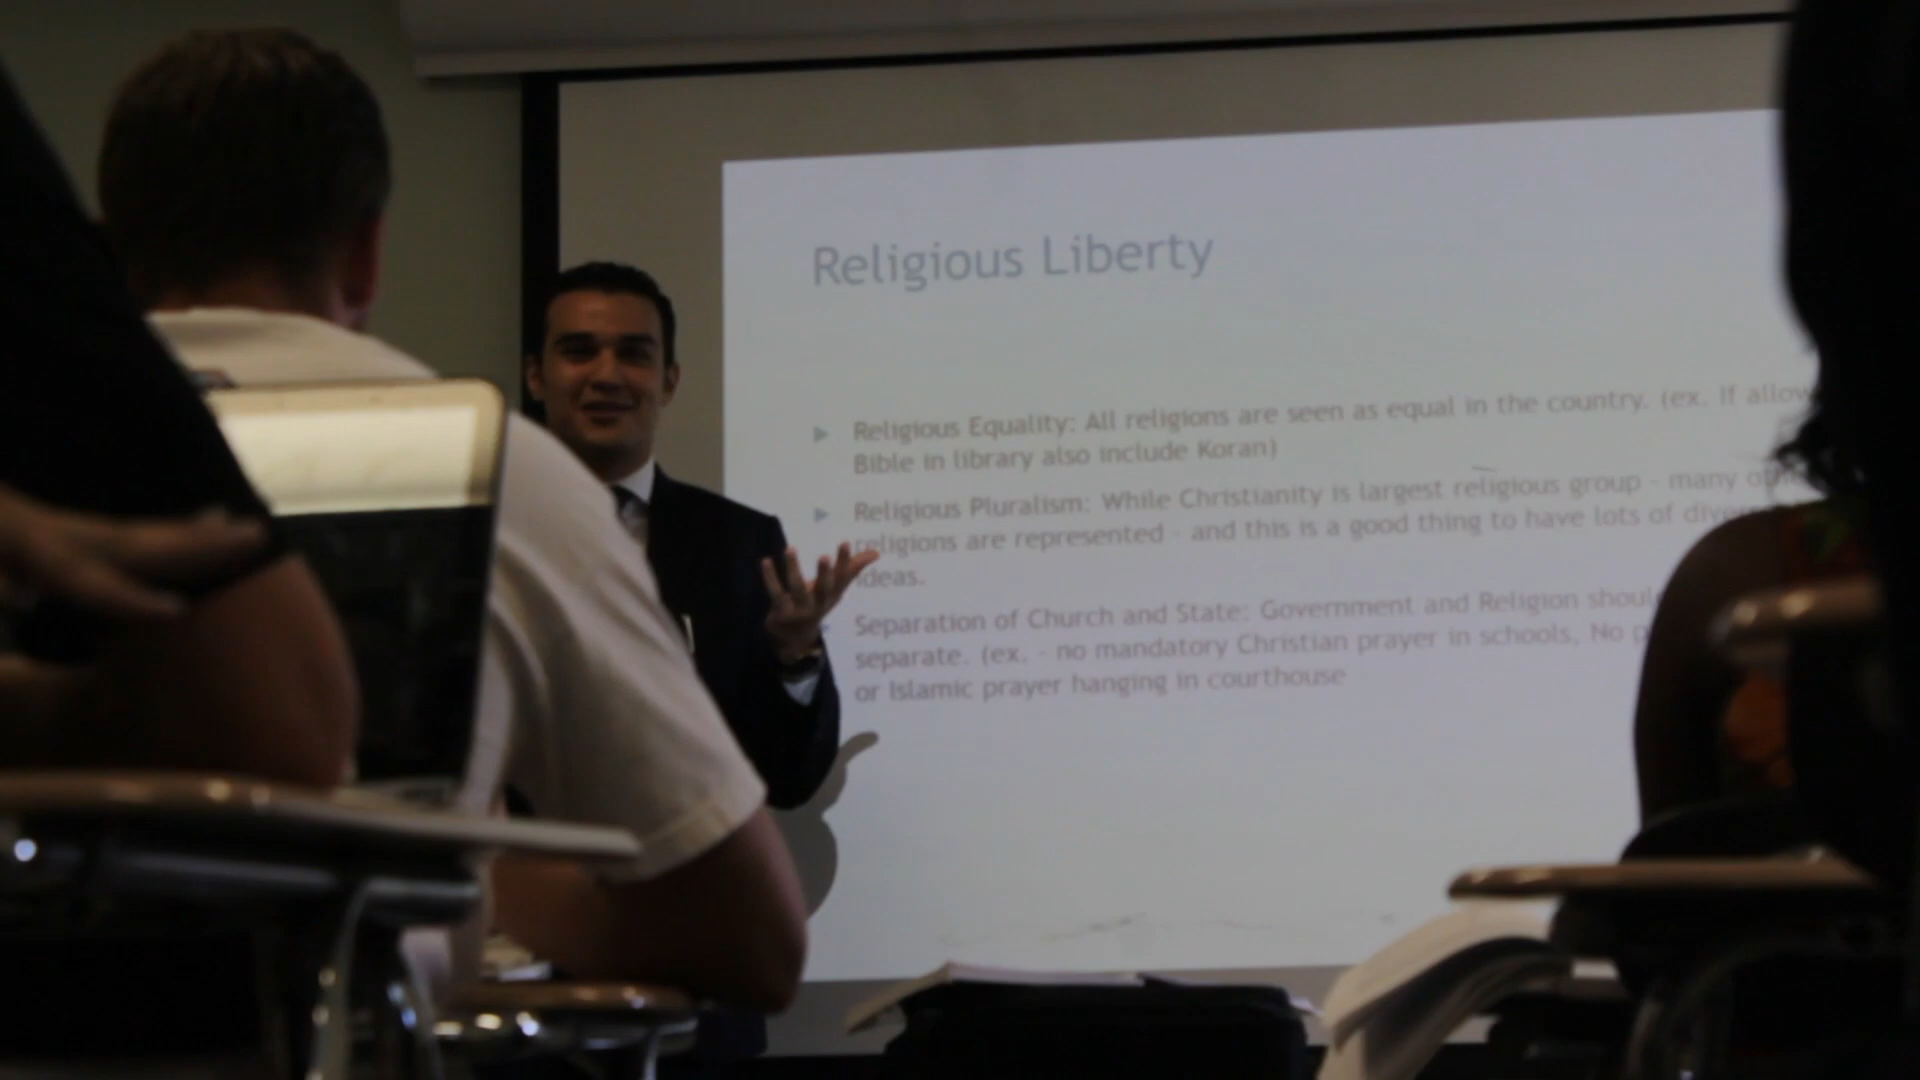 Religious Liberty
Religious Equality: All religions are seen as equal in the country. (ex. If allow
Bible in library also include Koran)
Religious Pluralism: While Christianity is largest religious group - many
religions are represented - and this is a good thing to have lots of
ideas.
Separation of Church and State: Government and Religion
separate. (ex. - no mandatory Christian prayer in schools, No
or Islamic prayer hanging in courthouse